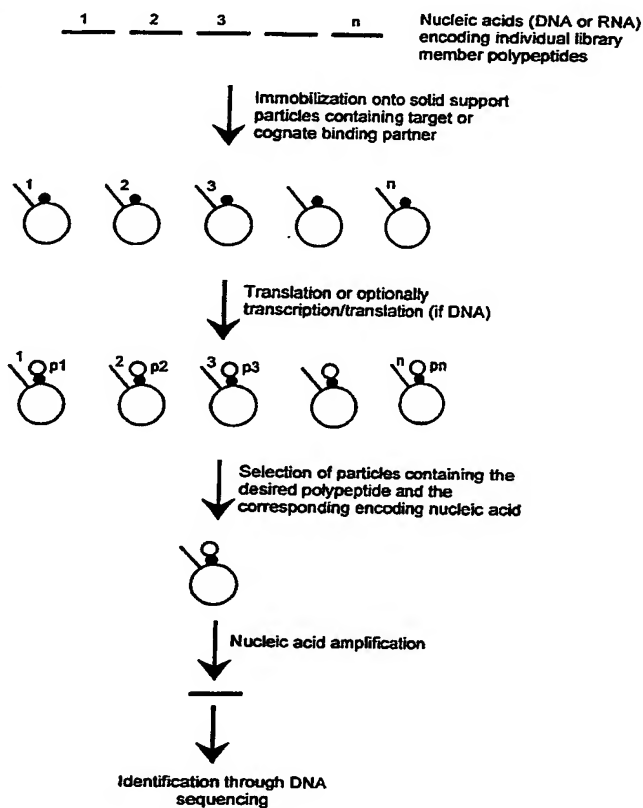 1 2 3 n
Nucleic acids (DNA or RNA)
encoding individual library
member polypeptides
Immobilization onto solid support
particles containing target or
cognate binding partner
1 2 3 n
Translation or optionally
transcription/translation (if DNA)
1 p1 2 p2 3 p3 n pn
Selection of particles containing the
desired polypeptide and the
corresponding encoding nucleic acid
Nucleic acid amplification
Identification through DNA
sequencing